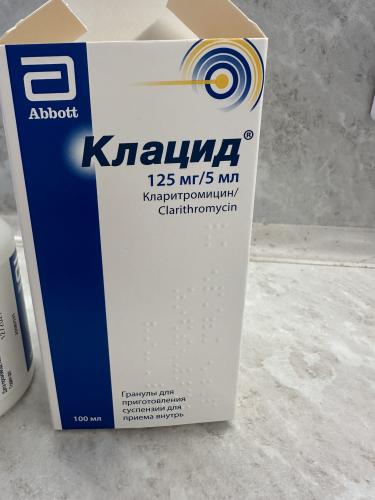 Abbott
Клацид®
125 мг/5 мл
Кларитромицин/
Clarithromycin
Гранулы для
приготовления
суспензии для
приема внутрь
100 мл